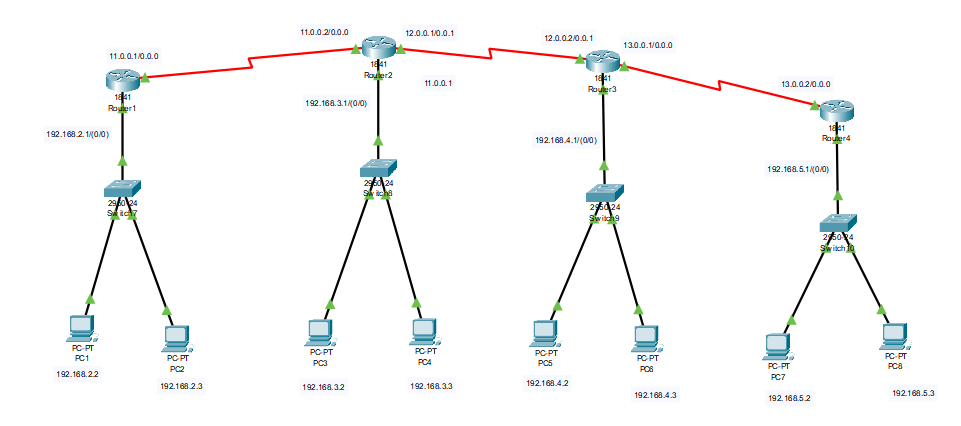 11.0.0.2/0.0.0
12.0.0.1/0.0.1
12.0.0.2/0.0.1
13.0.0.1/0.0.0
11.0.0.1/0.0.0
1841
Router2
11.0.0.1
1841
Router3
13.0.0.2/0.0.0
1841
Router1
192.168.3.1/(0/0)
1841
Router4
192.168.2.1/(0/0)
192.168.4.1/(0/0)
192.168.5.1/(0/0)
2950-24
Switch8
2950-24
Switch7
2950-24
Switch9
2950-24
Switch10
PC-PT
PC1
PC-PT
PC2
PC-PT
PC3
PC-PT
PC4
PC-PT
PC5
PC-PT
PC6
PC-PT
PC7
PC-PT
PC8
192.168.2.2
192.168.2.3
192.168.3.2
192.168.3.3
192.168.4.2
192.168.4.3
192.168.5.2
192.168.5.3